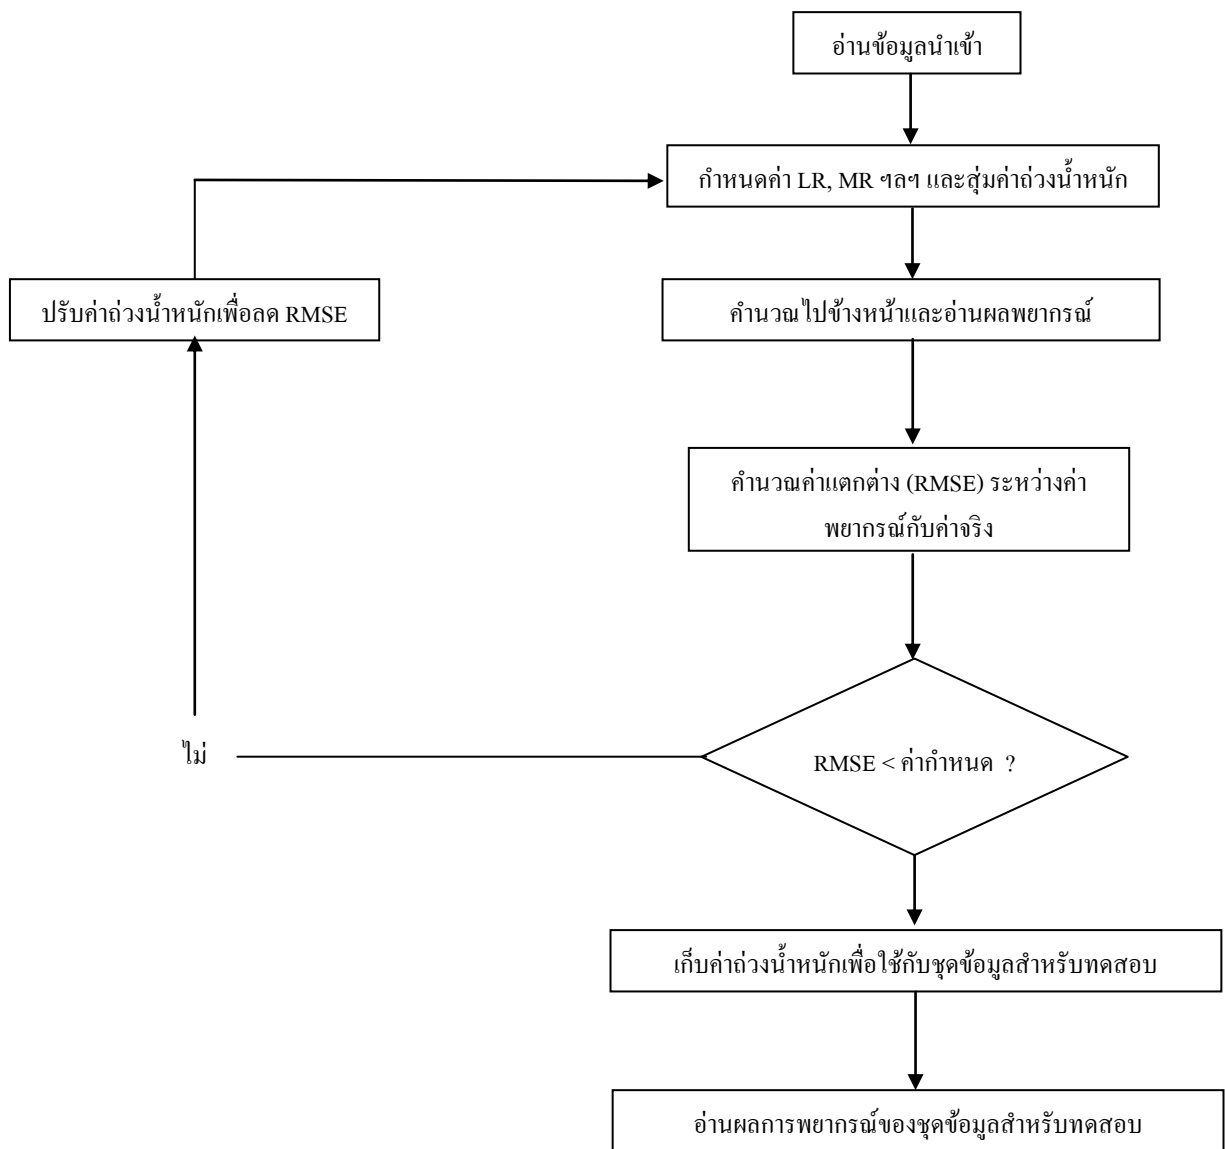 อ่านข้อมูลนำเข้า
กำหนดค่า LR, MR ฯลฯ และสุ่มค่าถ่วงน้ำหนัก
ปรับค่าถ่วงน้ำหนักเพื่อลด RMSE
คำนวณไปข้างหน้าและอ่านผลพยากรณ์
คำนวณค่าแตกต่าง (RMSE) ระหว่างค่า
พยากรณ์กับค่าจริง
ไม่
RMSE < ค่ากำหนด ?
เก็บค่าถ่วงน้ำหนักเพื่อใช้กับชุดข้อมูลสำหรับทดสอบ
อ่านผลการพยากรณ์ของชุดข้อมูลสำหรับทดสอบ